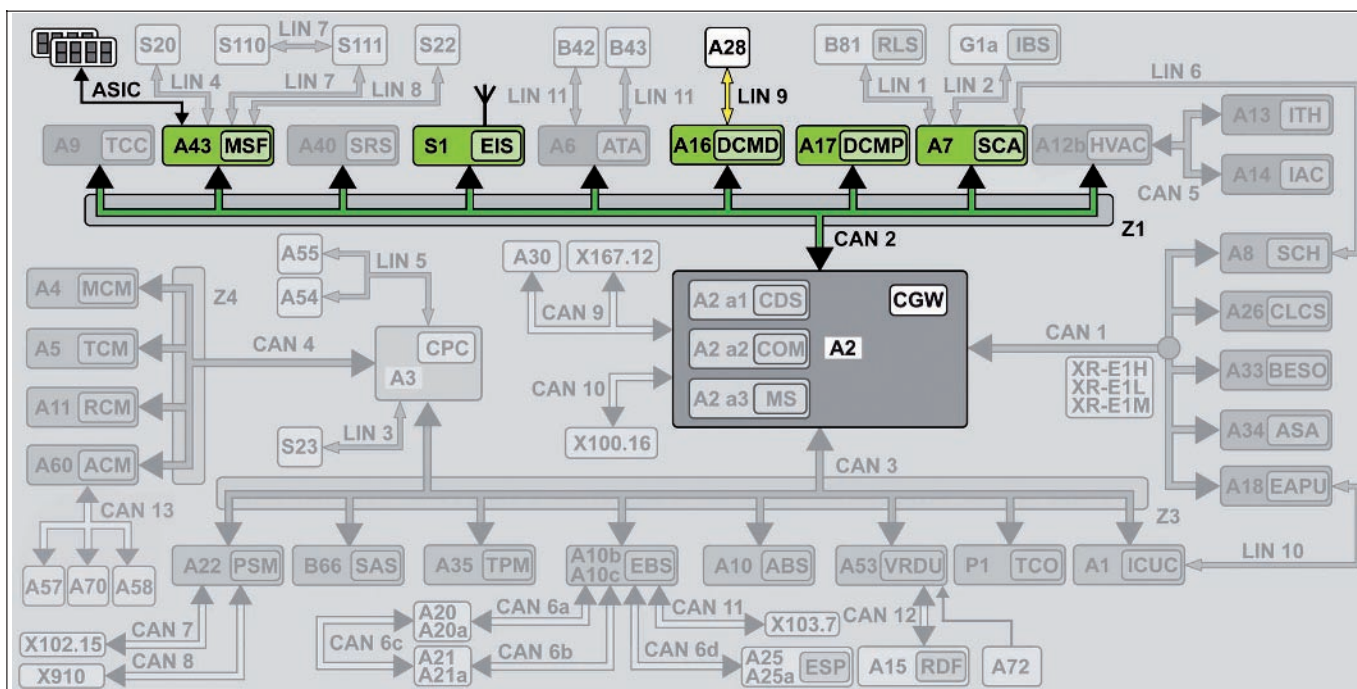 S20
LIN 7
S110
S111
S22
B42
B43
A28
B81 RLS
G1a IBS
ASIC
LIN 4
LIN 7
LIN 8
LIN 11
LIN 11
LIN 9
LIN 1
LIN 2
LIN 6
A9 TCC
A43 MSF
A40 SRS
S1 EIS
A6 ATA
A16 DCMD
A17 DCMP
A7 SCA
A12b HVAC
A13 ITH
A14 IAC
CAN 5
Z1
CAN 2
A55
LIN 5
A54
A30
X167.12
CAN 9
A4 MCM
Z4
A5 TCM
CAN 4
CPC
A3
A11 RCM
A60 ACM
S23
LIN 3
CAN 10
X100.16
A2 a1 CDS
CGW
A2 a2 COM
A2
A2 a3 MS
CAN 1
XR-E1H
XR-E1L
XR-E1M
A8 SCH
A26 CLCS
A33 BESO
A34 ASA
A18 EAPU
CAN 3
Z3
CAN 13
A57
A70
A58
A22 PSM
B66 SAS
A35 TPM
A10b
A10c
EBS
A10 ABS
A53 VRDU
P1 TCO
A1 ICUC
LIN 10
CAN 7
X102.15
CAN 8
X910
CAN 6a
A20
A20a
CAN 6c
CAN 6b
A21
A21a
CAN 11
X103.7
CAN 6d
A25
A25a
ESP
CAN 12
A15 RDF
A72